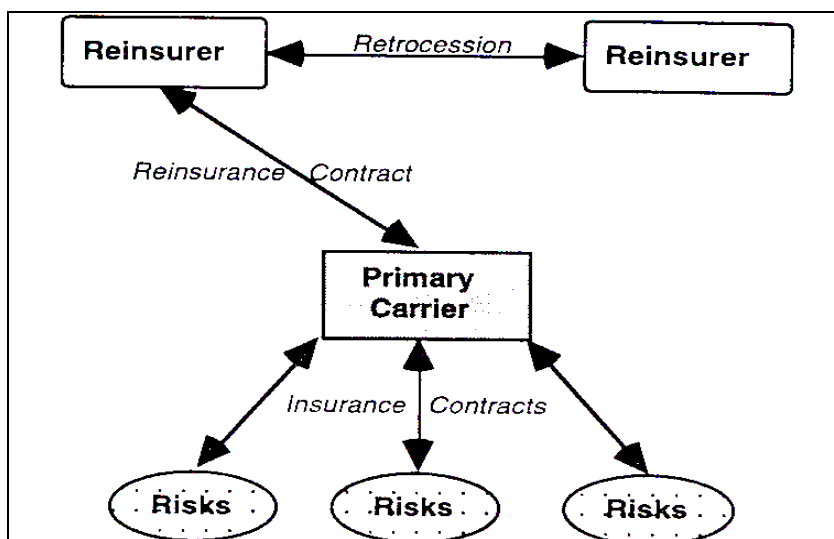 Reinsurer
Retrocession
Reinsurer
Reinsurance Contract
Primary
Carrier
Insurance Contracts
Risks
Risks
Risks